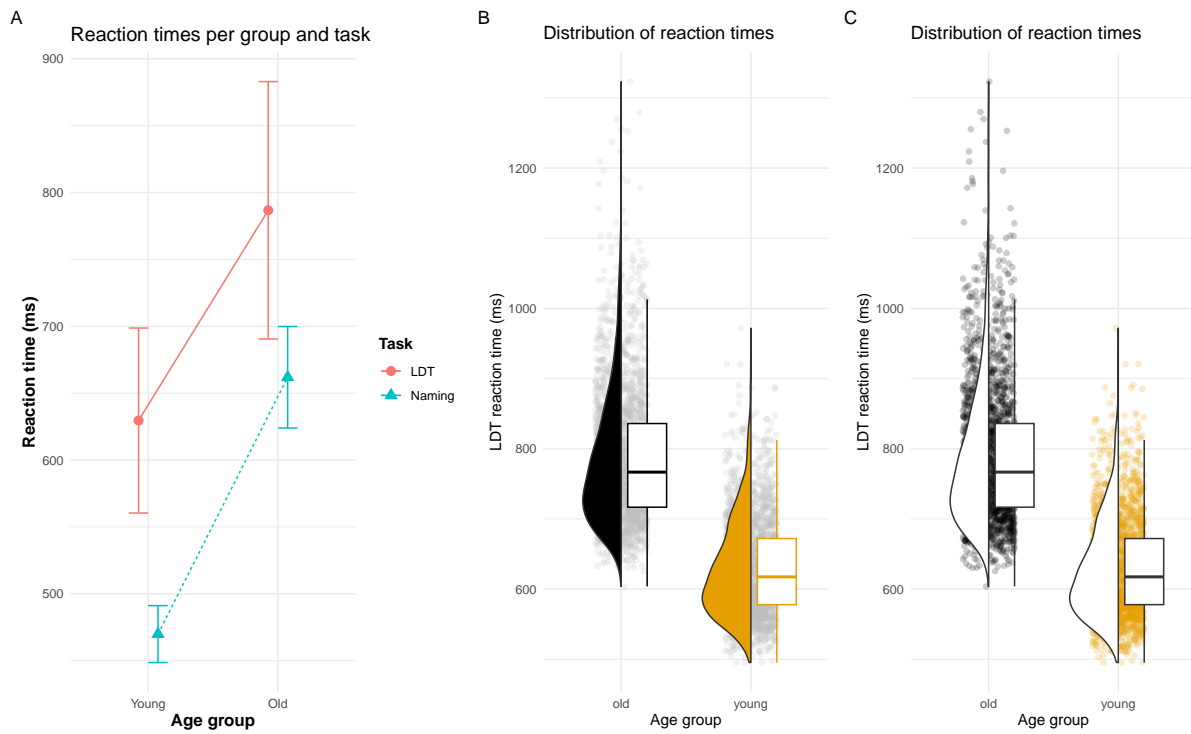 A
Reaction times per group and task
900
800
700
600
500
Reaction time (ms)
Young
Old
Age group
Task
LDT
Naming
B
Distribution of reaction times
1200
1000
800
600
LDT reaction time (ms)
old
young
Age group
C
Distribution of reaction times
1200
1000
800
600
LDT reaction time (ms)
old
young
Age group